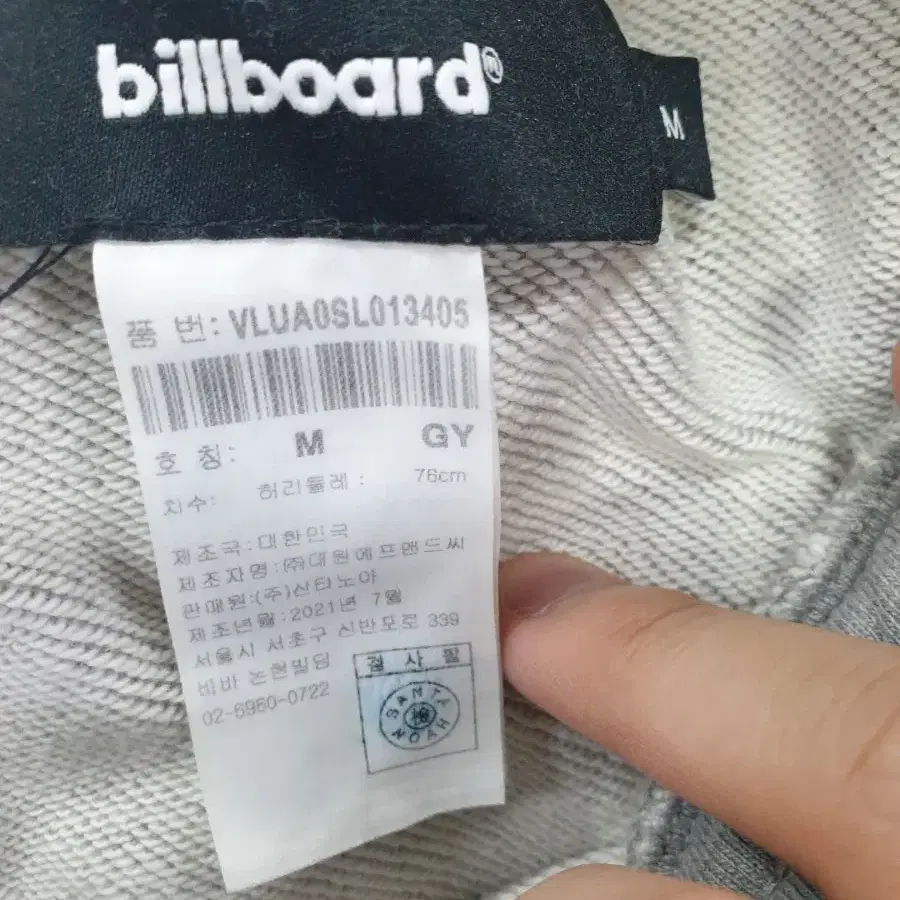 billboard®
M
품 번: VLUA0SL013405
호 칭: M GY
치수: 허리둘레 : 76cm
제조국:대한민국
제조자명:(주)대원에프앤드씨
판매원:(주)산타노아
제조년월:2021년 7월
서울시 서초구 신반포로 339
바바 논현빌딩
02-6960-0722
검 사 필
SANTA
NOAH